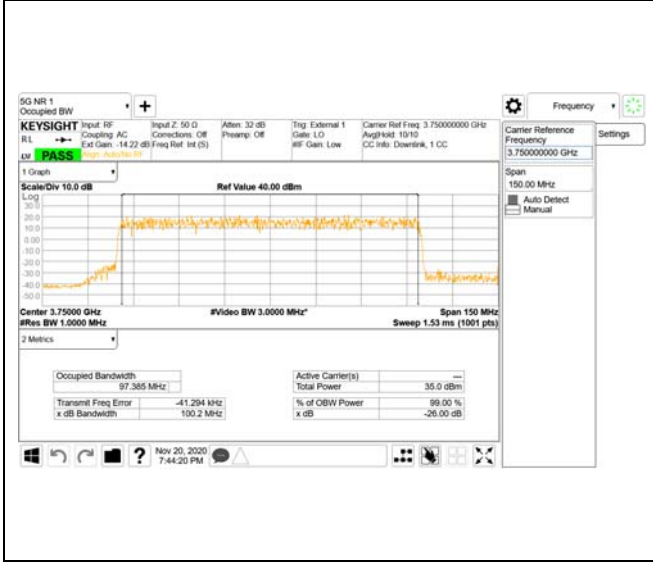 5G NR 1
Occupied BW
+
Frequency
KEYSIGHT
R L
PASS
Input: RF
Coupling: AC
Ext Gain: -14.22 dB
Align: Auto/No RF
Input Z: 50 Ω
Corrections: Off
Freq Ref: Int (S)
Atten: 32 dB
Preamp: Off
Trig: External 1
Gate: LO
#IF Gain: Low
Carrier Ref Freq: 3.750000000 GHz
Avg|Hold: 10/10
CC Info: Downlink, 1 CC
Carrier Reference
Frequency
3.750000000 GHz
Settings
Span
150.00 MHz
Auto Detect
Manual
1 Graph
Scale/Div 10.0 dB
Ref Value 40.00 dBm
Log
30.0
20.0
10.0
0.00
-10.0
-20.0
-30.0
-40.0
-50.0
Center 3.75000 GHz
#Video BW 3.0000 MHz*
Span 150 MHz
#Res BW 1.0000 MHz
Sweep 1.53 ms (1001 pts)
2 Metrics
Occupied Bandwidth
97.385 MHz
Active Carrier(s)
---
Total Power
35.0 dBm
Transmit Freq Error
-41.294 kHz
% of OBW Power
99.00 %
x dB Bandwidth
100.2 MHz
x dB
-26.00 dB
?
Nov 20, 2020
7:44:20 PM